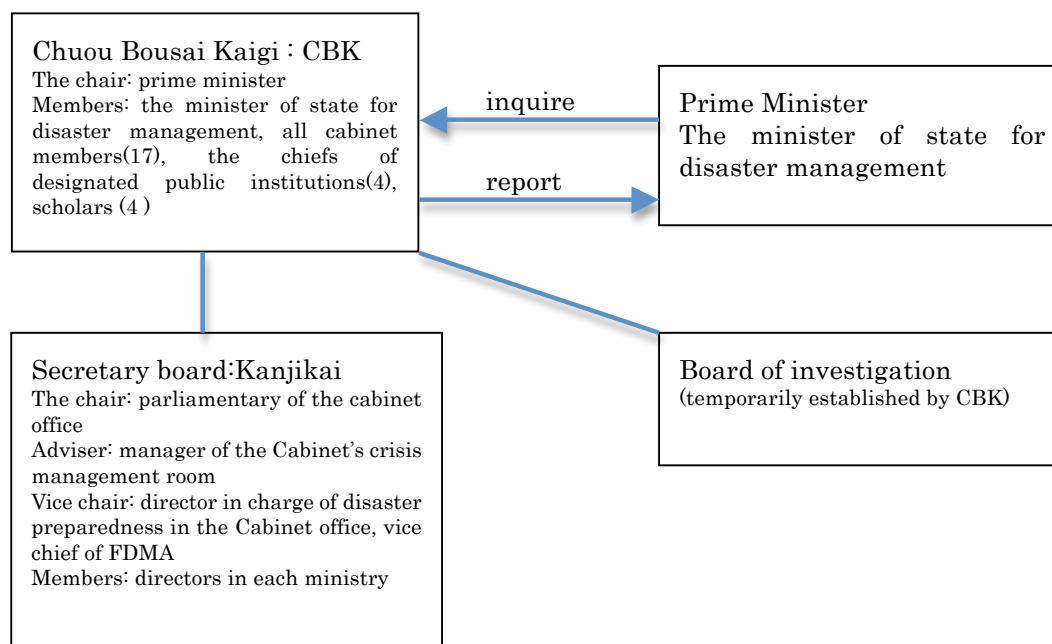 Chuou Bousai Kaigi : CBK
The chair: prime minister
Members: the minister of state for
disaster management, all cabinet
members(17), the chiefs of
designated public institutions(4),
scholars (4 )
inquire
report
Prime Minister
The minister of state for
disaster management
Secretary board:Kanjikai
The chair: parliamentary of the cabinet
office
Adviser: manager of the Cabinet’s crisis
management room
Vice chair: director in charge of disaster
preparedness in the Cabinet office, vice
chief of FDMA
Members: directors in each ministry
Board of investigation
(temporarily established by CBK)